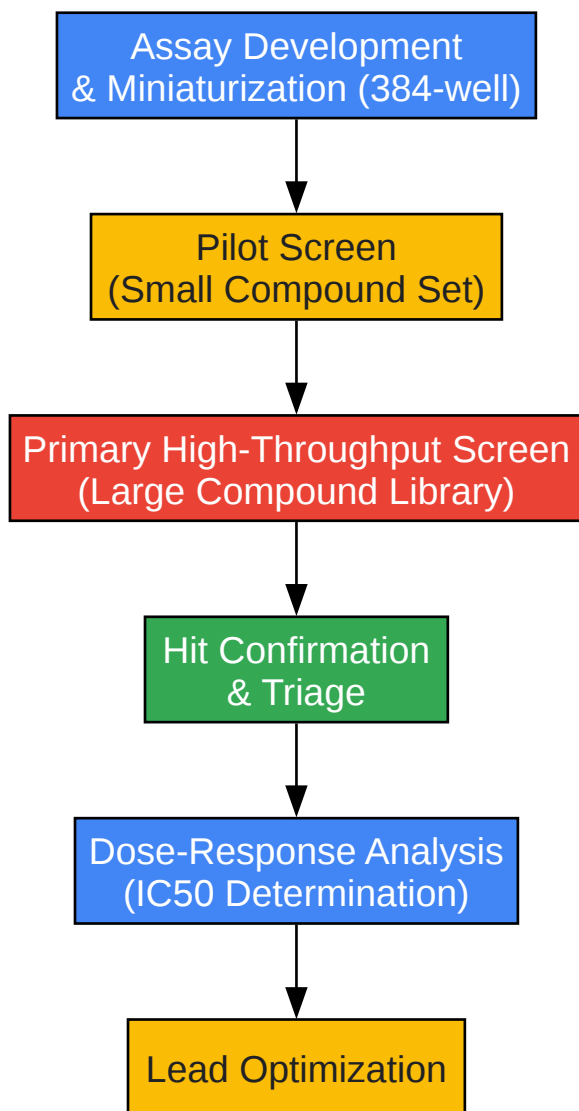 Assay Development
& Miniaturization (384-well)
Pilot Screen
(Small Compound Set)
Primary High-Throughput Screen
(Large Compound Library)
Hit Confirmation
& Triage
Dose-Response Analysis
(IC50 Determination)
Lead Optimization